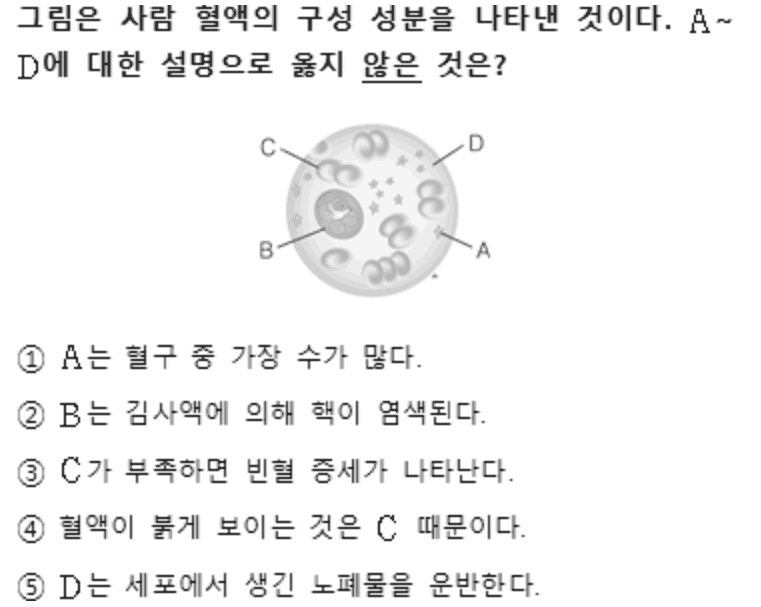 그림은 사람 혈액의 구성 성분을 나타낸 것이다. A~
D에 대한 설명으로 옳지 않은 것은?
C
D
B
A
① A는 혈구 중 가장 수가 많다.
② B는 김사액에 의해 핵이 염색된다.
③ C가 부족하면 빈혈 증세가 나타난다.
④ 혈액이 붉게 보이는 것은 C 때문이다.
⑤ D는 세포에서 생긴 노폐물을 운반한다.